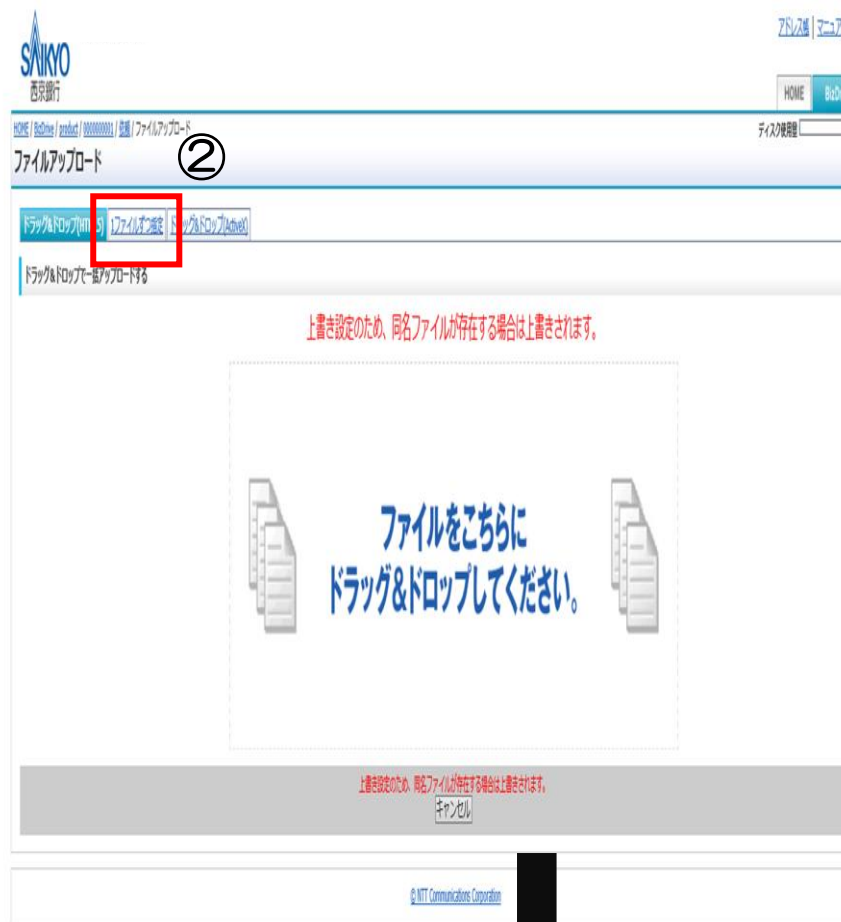 アドレス帳 | マニュア
SAIKYO
西京銀行
HOME BizDr
HOME / BizDrive / product / 0000000001 / 依頼 / ファイルアップロード
ディスク使用量
ファイルアップロード
②
ドラッグ&ドロップ(HTML5) 1ファイルずつ指定 ドラッグ&ドロップ(ActiveX)
ドラッグ&ドロップで一括アップロードする
上書き設定のため、同名ファイルが存在する場合は上書きされます。
ファイルをこちらに
ドラッグ&ドロップしてください。
上書き設定のため、同名ファイルが存在する場合は上書きされます。
キャンセル
© NTT Communications Corporation